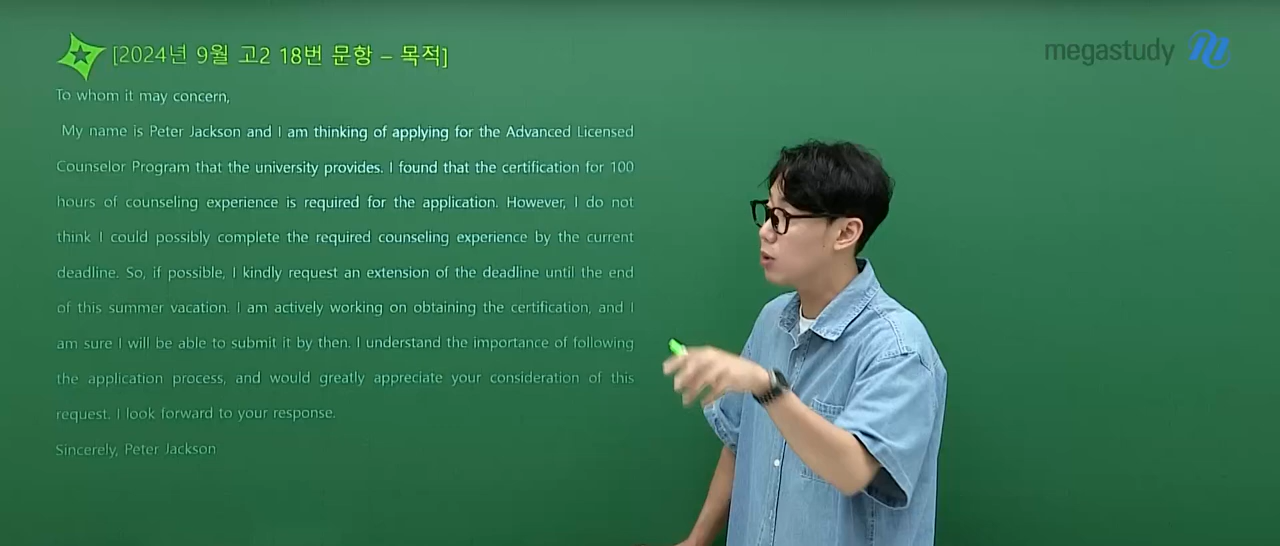 [2024년 9월 고2 18번 문항 – 목적]
megastudy
To whom it may concern,
My name is Peter Jackson and I am thinking of applying for the Advanced Licensed
Counselor Program that the university provides. I found that the certification for 100
hours of counseling experience is required for the application. However, I do not
think I could possibly complete the required counseling experience by the current
deadline. So, if possible, I kindly request an extension of the deadline until the end
of this summer vacation. I am actively working on obtaining the certification, and I
am sure I will be able to submit it by then. I understand the importance of following
the application process, and would greatly appreciate your consideration of this
request. I look forward to your response.
Sincerely, Peter Jackson